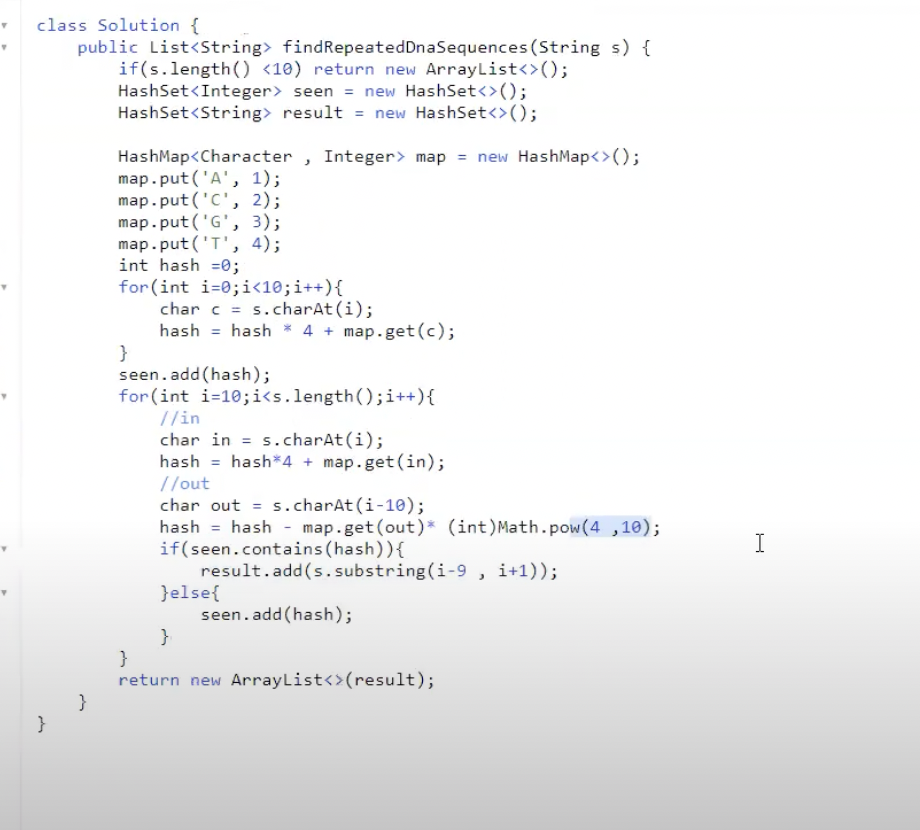 class Solution {
    public List<String> findRepeatedDnaSequences(String s) {
        if(s.length() <10) return new ArrayList<>();
        HashSet<Integer> seen = new HashSet<>();
        HashSet<String> result = new HashSet<>();
        HashMap<Character , Integer> map = new HashMap<>();
        map.put('A', 1);
        map.put('C', 2);
        map.put('G', 3);
        map.put('T', 4);
        int hash =0;
        for(int i=0;i<10;i++){
            char c = s.charAt(i);
            hash = hash * 4 + map.get(c);
        }
        seen.add(hash);
        for(int i=10;i<s.length();i++){
            //in
            char in = s.charAt(i);
            hash = hash*4 + map.get(in);
            //out
            char out = s.charAt(i-10);
            hash = hash - map.get(out)* (int)Math.pow(4 ,10);
            if(seen.contains(hash)){
                result.add(s.substring(i-9 , i+1));
            }else{
                seen.add(hash);
            }
        }
        return new ArrayList<>(result);
    }
}